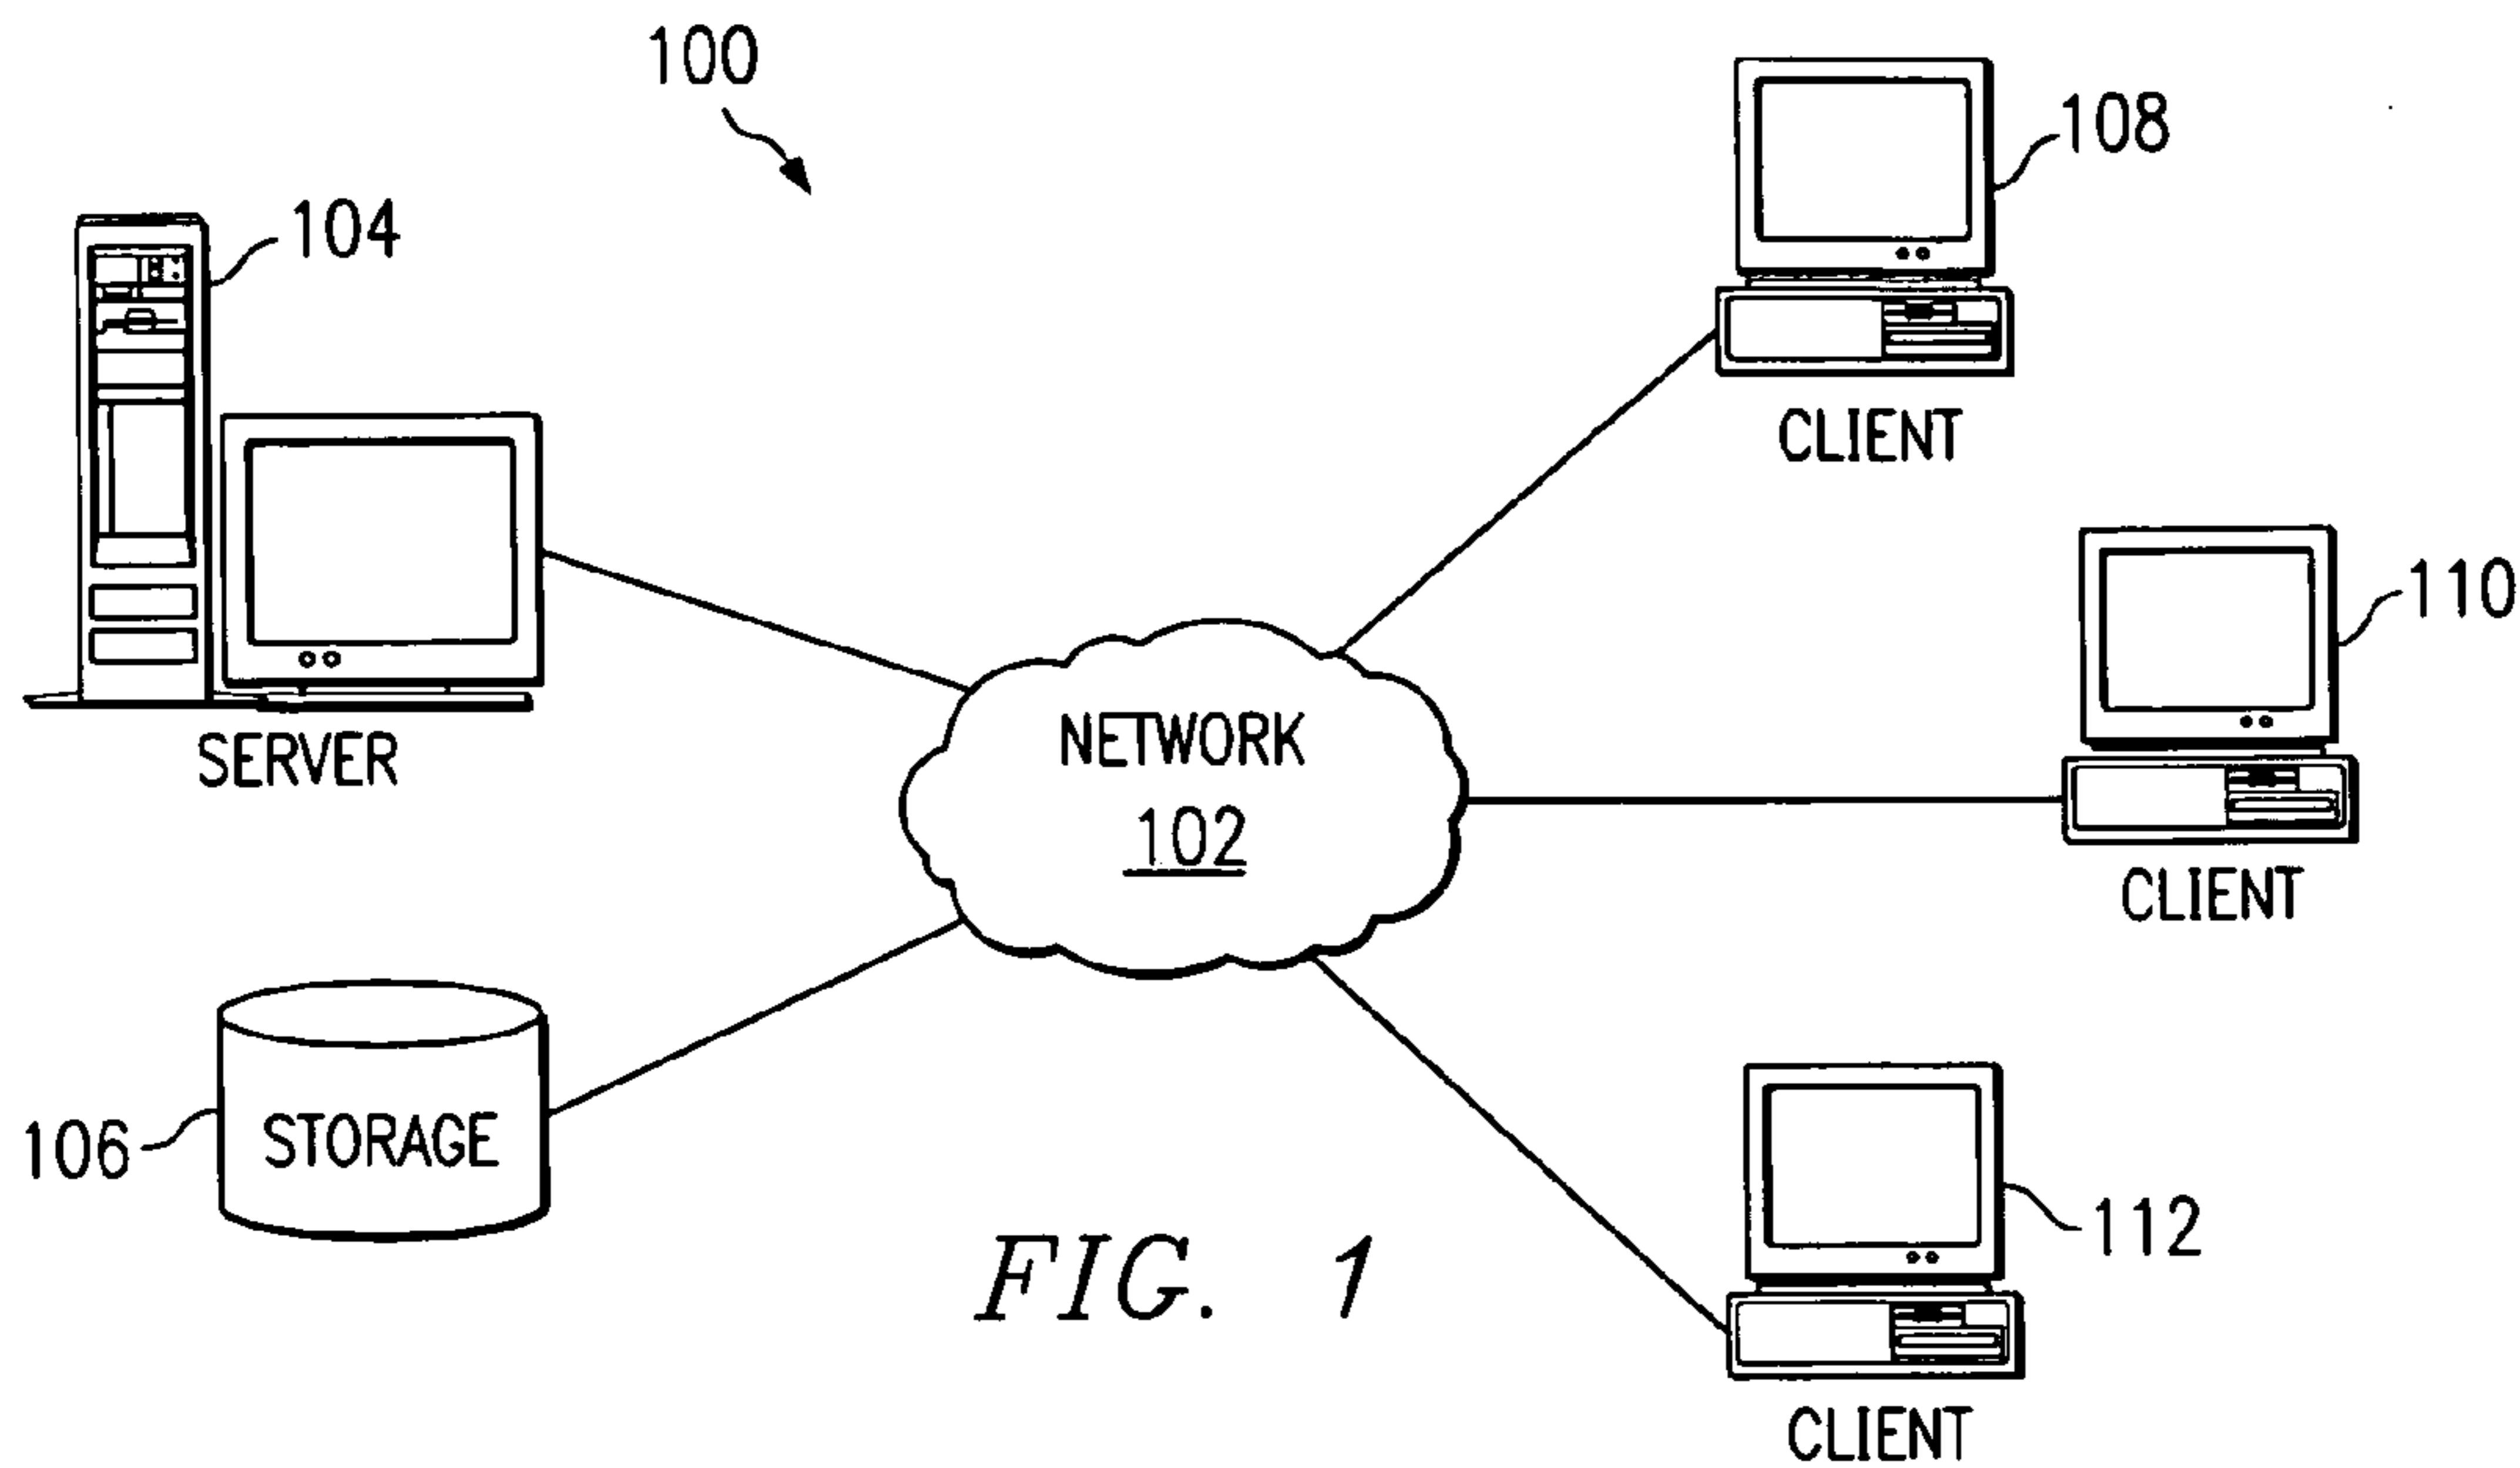 100
108
104
CLIENT
110
SERVER
NETWORK
102
CLIENT
106
STORAGE
112
FIG. 1
CLIENT